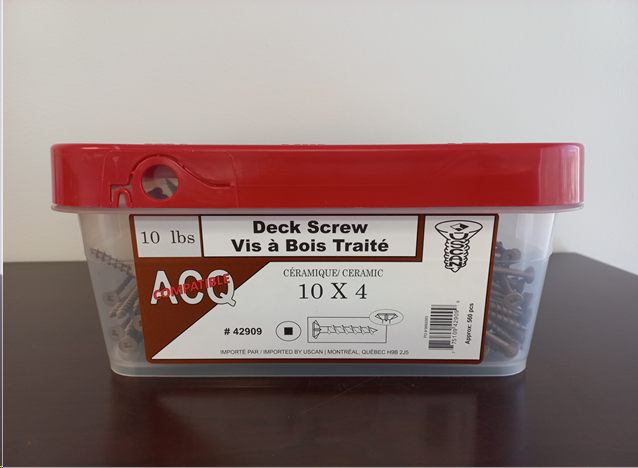 10 lbs
Deck Screw
Vis à Bois Traité
ACQ
COMPATIBLE
CÉRAMIQUE/ CERAMIC
10 X 4
# 42909
USCAN
Approx: 560 pcs
IMPORTÉ PAR / IMPORTED BY USCAN | MONTRÉAL, QUÉBEC H9B 2J5